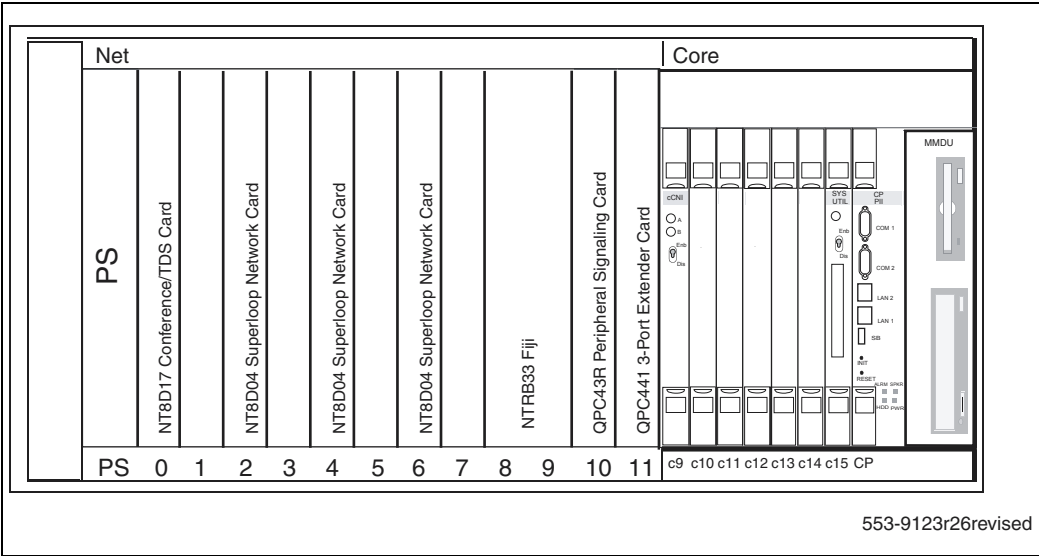 Net
Core
PS
NT8D17 Conference/TDS Card
NT8D04 Superloop Network Card
NT8D04 Superloop Network Card
NT8D04 Superloop Network Card
NTRB33 Fiji
QPC43R Peripheral Signaling Card
QPC441 3-Port Extender Card
cCNI
A
B
Enb
Dis
SYS
UTIL
Enb
Dis
CP
PII
COM 1
COM 2
LAN 2
LAN 1
SIB
INIT
RESET
ALRM SPKR
HDD PWR
MMDU
PS 0 1 2 3 4 5 6 7 8 9 10 11 c9 c10 c11 c12 c13 c14 c15 CP
553-9123r26revised